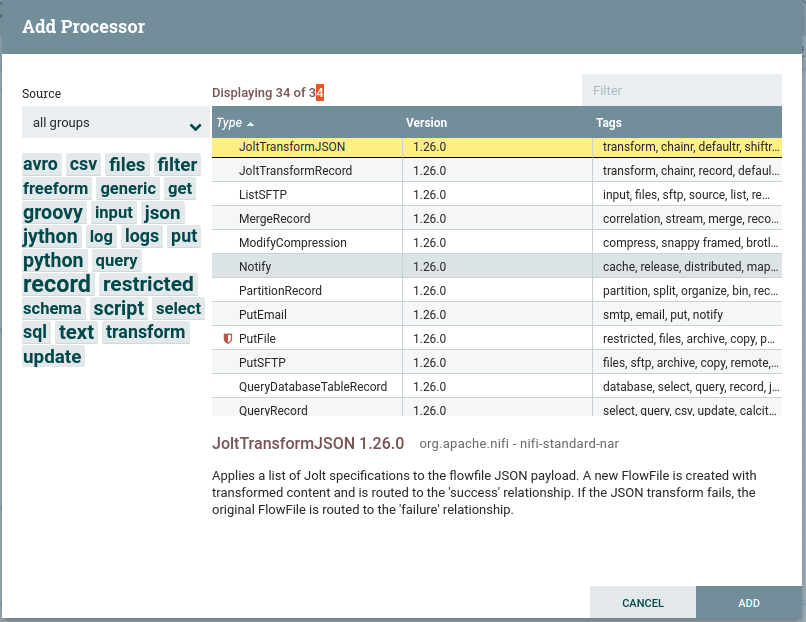 Add Processor
Source
Displaying 34 of 34
Filter
all groups
avro csv files filter
freeform generic get
groovy input json
jython log logs put
python query
record restricted
schema script select
sql text transform
update
Type Version Tags
JoltTransformJSON 1.26.0 transform, chainr, defaultr, shiftr...
JoltTransformRecord 1.26.0 transform, chainr, record, defaul...
ListSFTP 1.26.0 input, files, sftp, source, list, re...
MergeRecord 1.26.0 correlation, stream, merge, reco...
ModifyCompression 1.26.0 compress, snappy framed, brotl...
Notify 1.26.0 cache, release, distributed, map...
PartitionRecord 1.26.0 partition, split, organize, bin, rec...
PutEmail 1.26.0 smtp, email, put, notify
PutFile 1.26.0 restricted, files, archive, copy, p...
PutSFTP 1.26.0 files, sftp, archive, copy, remote,...
QueryDatabaseTableRecord 1.26.0 database, select, query, record, j...
QueryRecord 1.26.0 select, query, csv, update, calcit...
JoltTransformJSON 1.26.0 org.apache.nifi - nifi-standard-nar
Applies a list of Jolt specifications to the flowfile JSON payload. A new FlowFile is created with
transformed content and is routed to the 'success' relationship. If the JSON transform fails, the
original FlowFile is routed to the 'failure' relationship.
CANCEL ADD